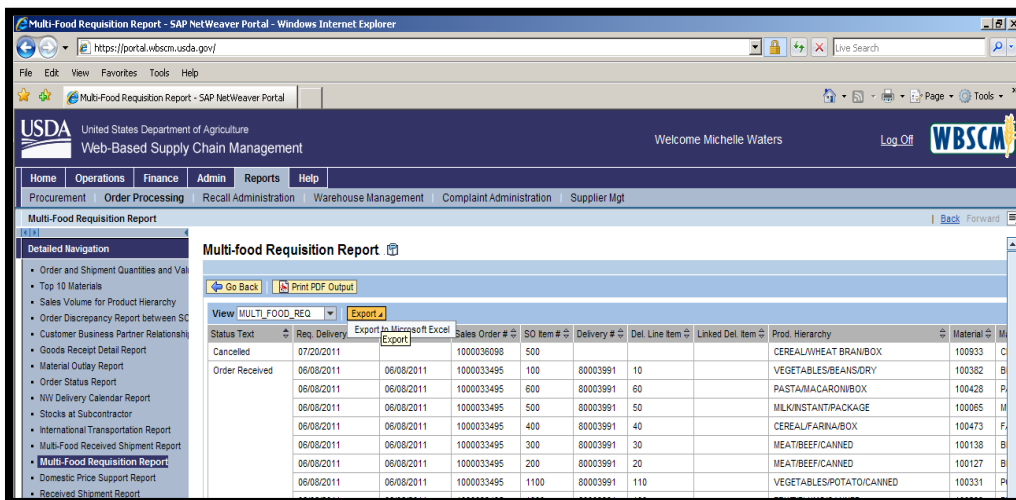 Multi-Food Requisition Report - SAP NetWeaver Portal - Windows Internet Explorer
https://portal.wbscm.usda.gov/
Live Search
File Edit View Favorites Tools Help
Multi-Food Requisition Report - SAP NetWeaver Portal
Page Tools
USDA United States Department of Agriculture
Web-Based Supply Chain Management
Welcome Michelle Waters
Log Off
WBSCM
Home Operations Finance Admin Reports Help
Procurement Order Processing Recall Administration Warehouse Management Complaint Administration Supplier Mgt
Multi-Food Requisition Report
Back Forward
Detailed Navigation
Order and Shipment Quantities and Val
Top 10 Materials
Sales Volume for Product Hierarchy
Order Discrepancy Report between SC
Customer Business Partner Relationshi
Goods Receipt Detail Report
Material Outlay Report
Order Status Report
NW Delivery Calendar Report
Stocks at Subcontractor
International Transportation Report
Multi-Food Received Shipment Report
Multi-Food Requisition Report
Domestic Price Support Report
Received Shipment Report
Multi-food Requisition Report
Go Back Print PDF Output
View MULTI_FOOD_REQ Export
Export to Microsoft Excel
Export
Status Text Req. Delivery Sales Order # SO Item # Delivery # Del. Line Item Linked Del. Item Prod. Hierarchy Material
Cancelled 07/20/2011 1000036098 500 CEREAL/WHEAT BRAN/BOX 100933
Order Received 06/08/2011 06/08/2011 1000033495 100 80003991 10 VEGETABLES/BEANS/DRY 100382
06/08/2011 06/08/2011 1000033495 600 80003991 60 PASTA/MACARONI/BOX 100428
06/08/2011 06/08/2011 1000033495 500 80003991 50 MILK/INSTANT/PACKAGE 100065
06/08/2011 06/08/2011 1000033495 400 80003991 40 CEREAL/FARINA/BOX 100473
06/08/2011 06/08/2011 1000033495 300 80003991 30 MEAT/BEEF/CANNED 100138
06/08/2011 06/08/2011 1000033495 200 80003991 20 MEAT/BEEF/CANNED 100127
06/08/2011 06/08/2011 1000033495 1100 80003991 110 VEGETABLES/POTATO/CANNED 100331